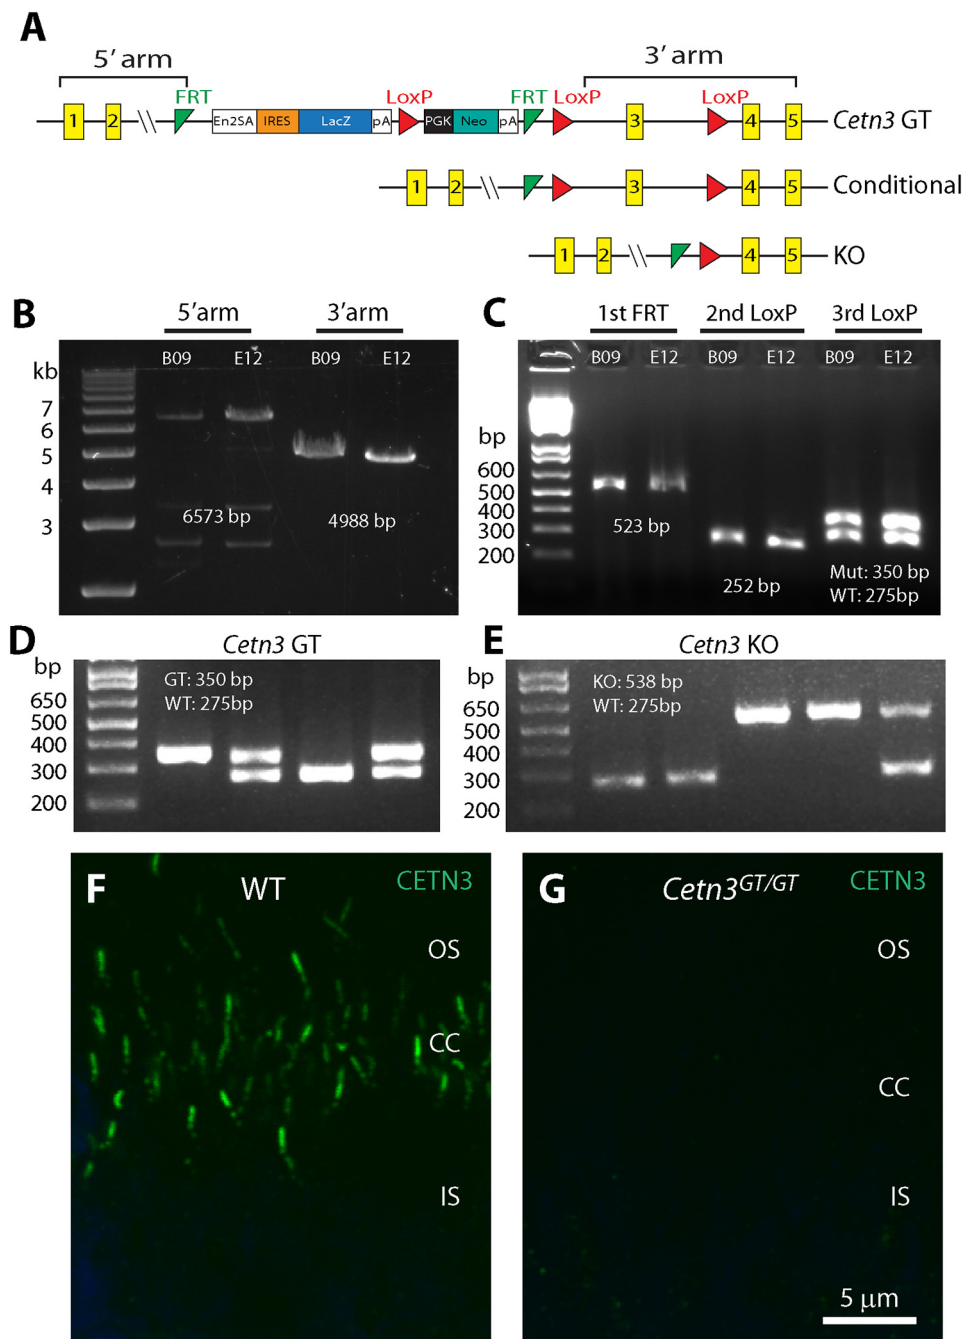 A
5' arm
3' arm
FRT
LoxP
FRT
LoxP
LoxP
1
2
En2SA
IRES
LacZ
pA
PGK
Neo
pA
3
4
5
Cetn3 GT
1
2
3
4
5
Conditional
1
2
4
5
KO
B
5'arm
3'arm
kb
B09
E12
B09
E12
7
6
5
4
3
6573 bp
4988 bp
C
1st FRT
2nd LoxP
3rd LoxP
B09
E12
B09
E12
B09
E12
bp
600
500
400
300
200
523 bp
252 bp
Mut: 350 bp
WT: 275bp
D
Cetn3 GT
bp
GT: 350 bp
WT: 275bp
650
500
400
300
200
E
Cetn3 KO
bp
KO: 538 bp
WT: 275bp
650
500
400
300
200
F
WT
CETN3
OS
CC
IS
G
Cetn3GT/GT
CETN3
OS
CC
IS
5 µm